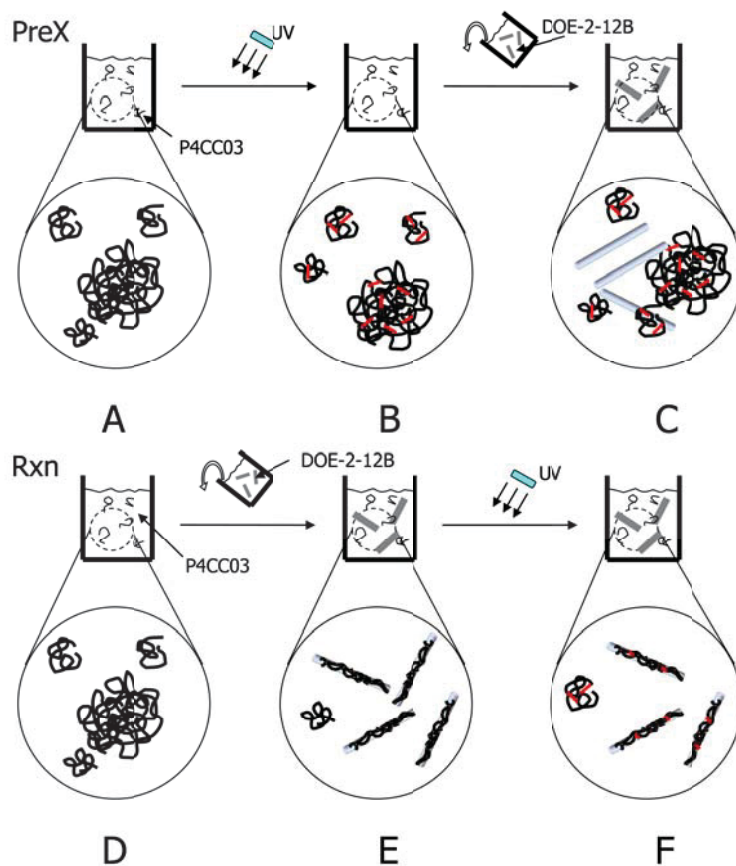 PreX
UV
DOE-2-12B
P4CC03
A
B
C
Rxn
DOE-2-12B
UV
P4CC03
D
E
F